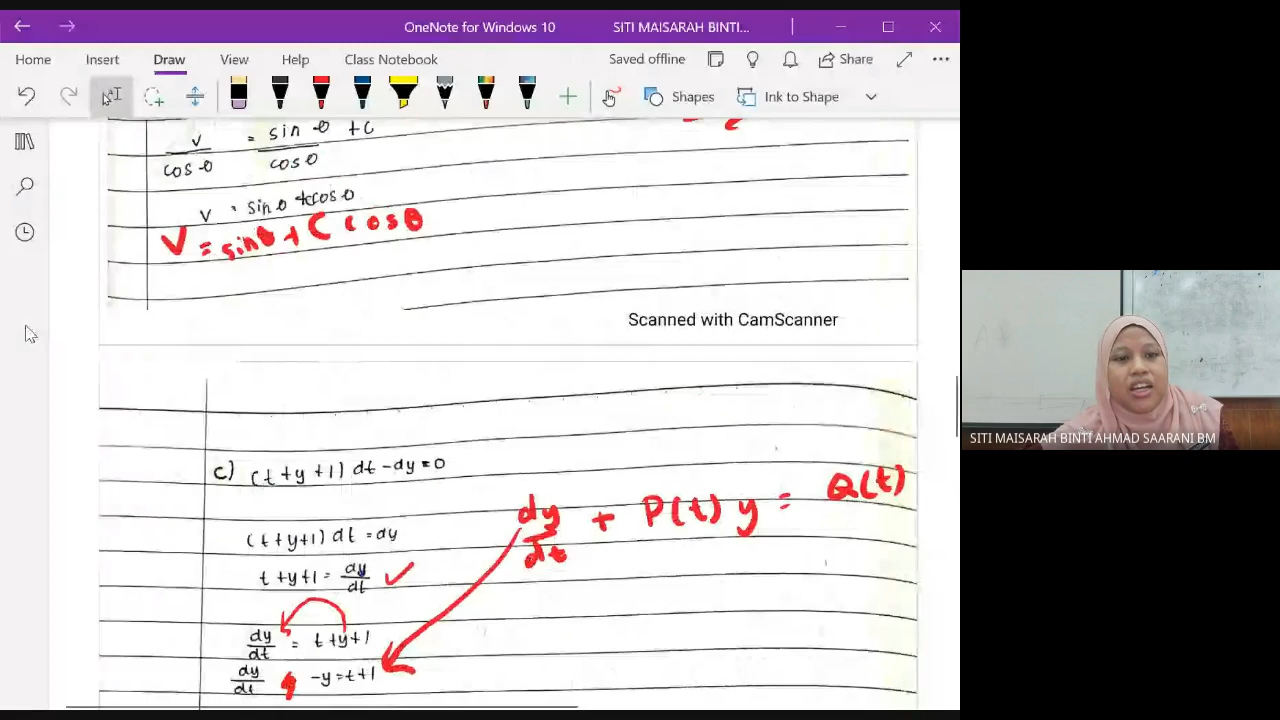 OneNote for Windows 10
SITI MAISARAH BINTI...
Home Insert Draw View Help Class Notebook
Saved offline
Share
Shapes
Ink to Shape
v/cos θ = sin θ/cos θ + C
v = sin θ + c cos θ
V = sin θ + C cos θ
Scanned with CamScanner
c) (t+y+1) dt - dy = 0
(t+y+1) dt = dy
t+y+1 = dy/dt ✓
dy/dt + P(t) y = Q(t)
dy/dt = t+y+1
dy/dt -y = t+1
SITI MAISARAH BINTI AHMAD SAARANI BM